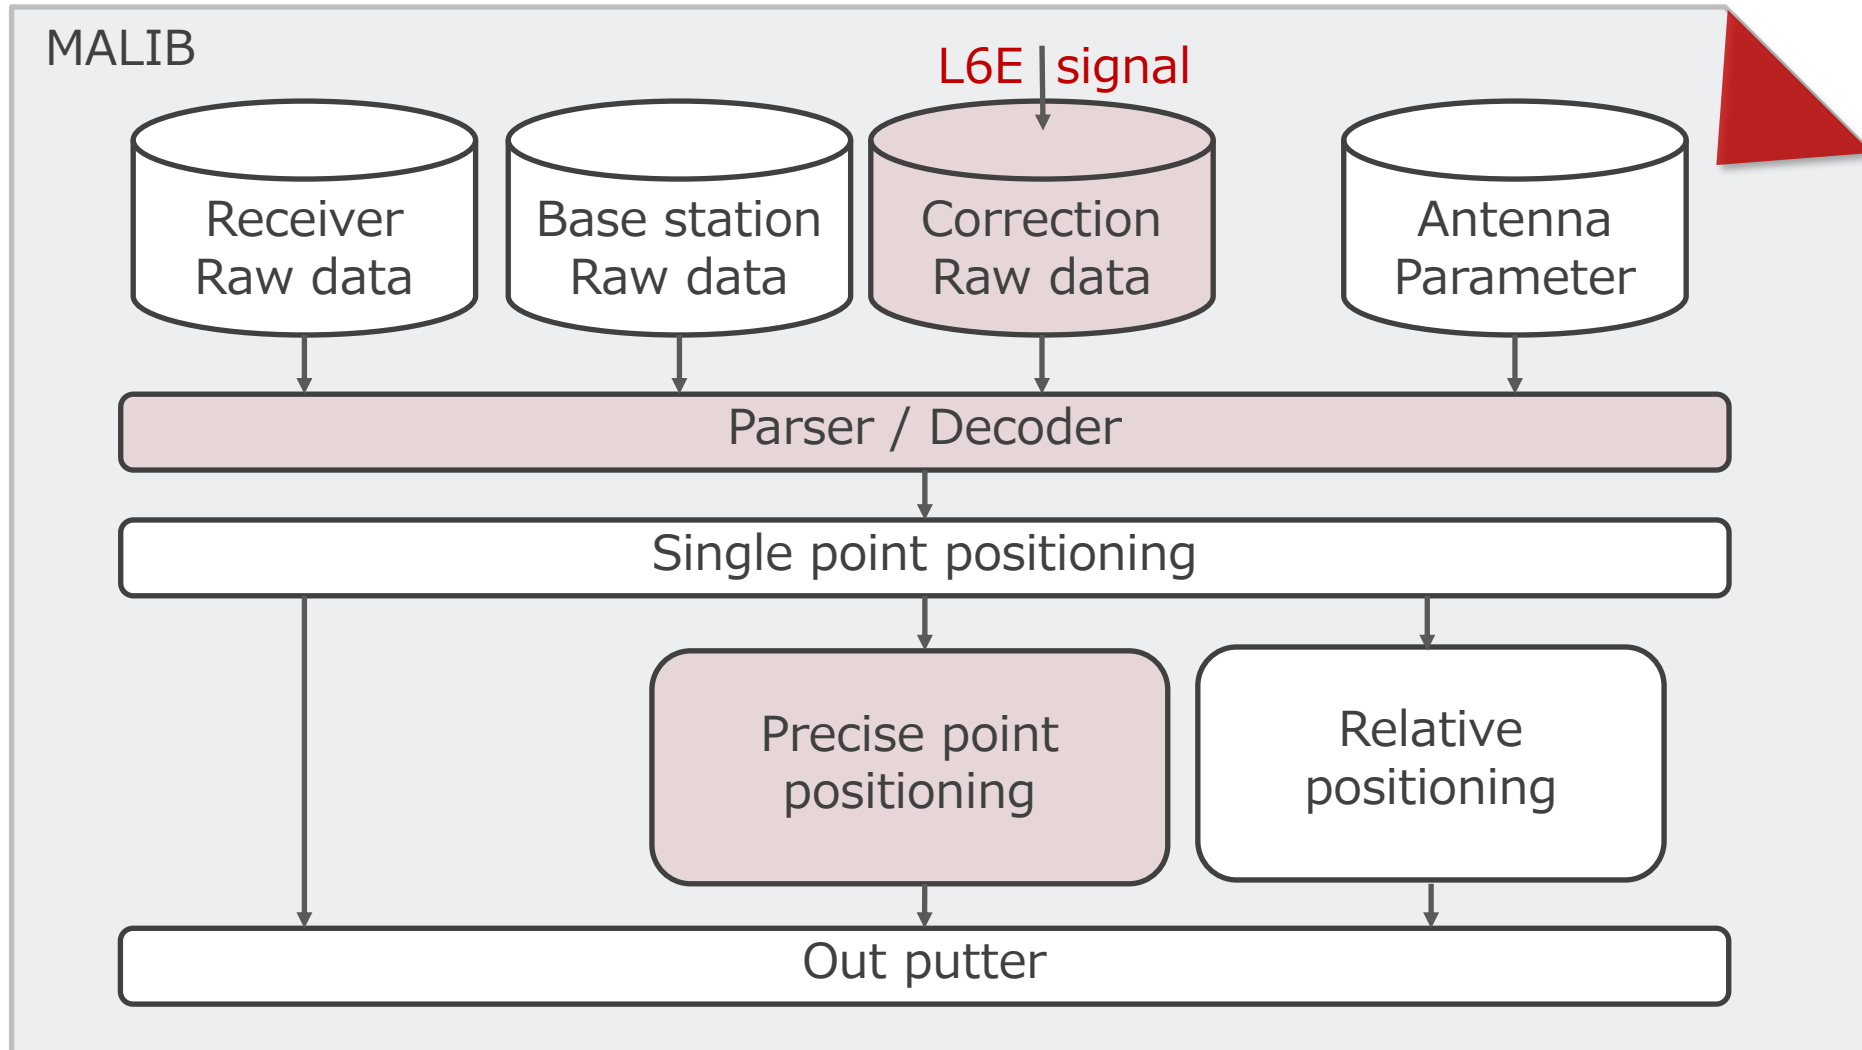 MALIB
L6E signal
Receiver
Raw data
Base station
Raw data
Correction
Raw data
Antenna
Parameter
Parser / Decoder
Single point positioning
Precise point
positioning
Relative
positioning
Out putter